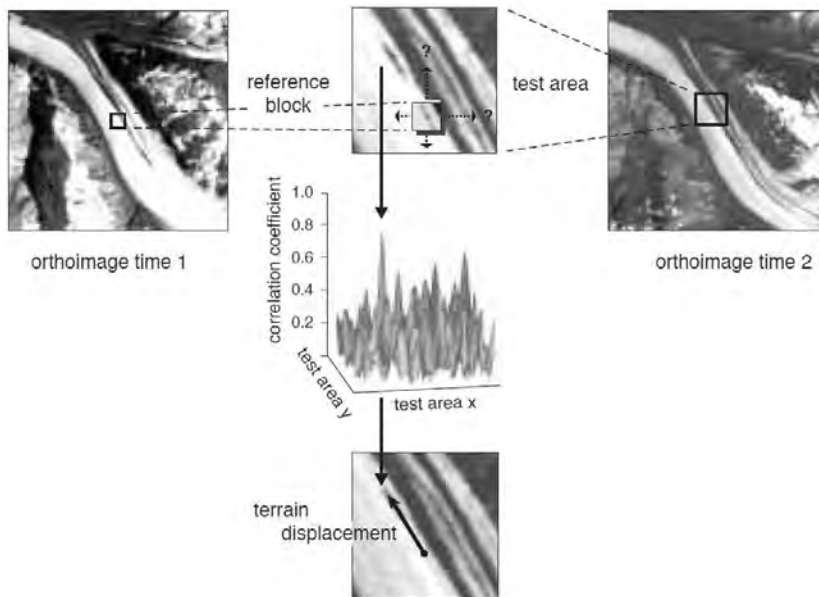 ?
reference
block
?
test area
orthoimage time 1
orthoimage time 2
correlation coefficient
1.0
0.8
0.6
0.4
0.2
test area y
test area x
terrain
displacement